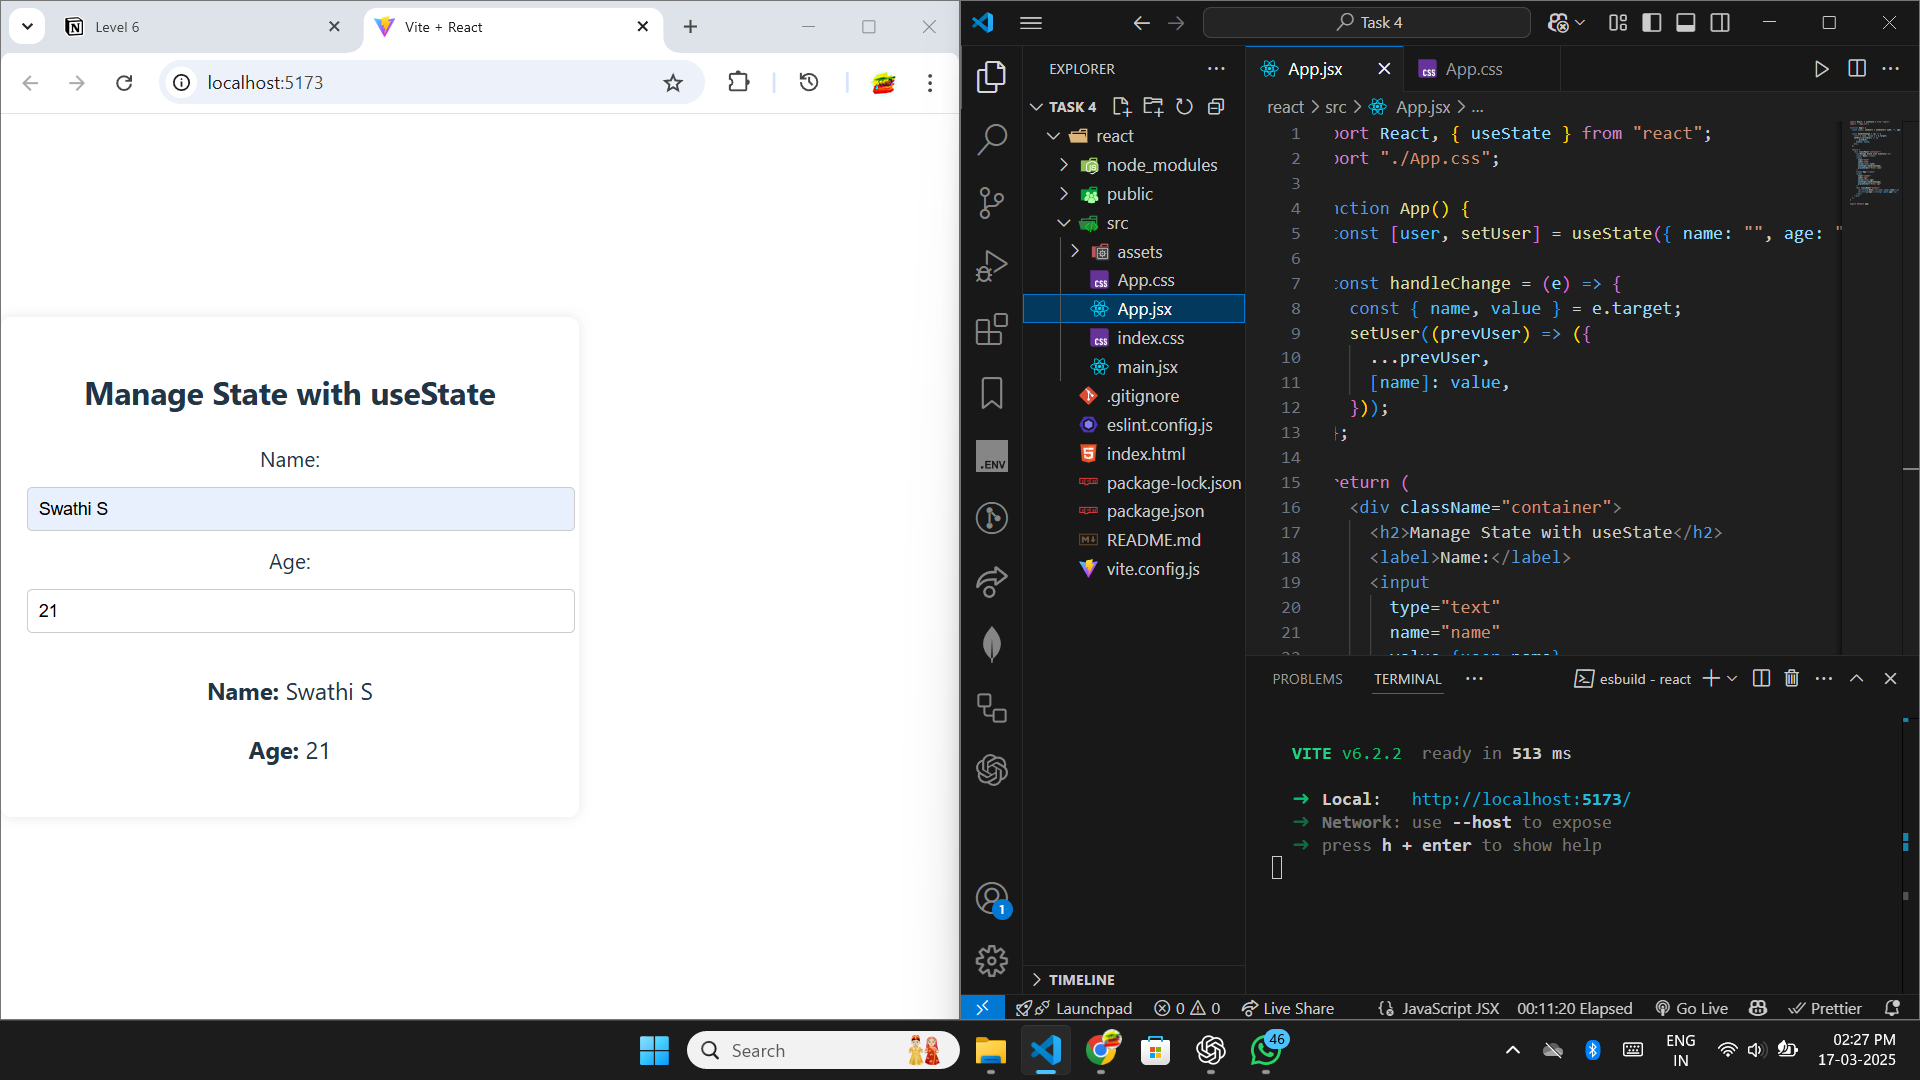 Level 6
Vite + React
localhost:5173
Manage State with useState
Name:
Swathi S
Age:
21
Name: Swathi S
Age: 21
Task 4
EXPLORER
TASK 4
react
node_modules
public
src
assets
App.css
App.jsx
index.css
main.jsx
.gitignore
eslint.config.js
index.html
package-lock.json
package.json
README.md
vite.config.js
TIMELINE
.ENV
1
App.jsx
App.css
react > src > App.jsx > ...
1 port React, { useState } from "react";
2 port "./App.css";
3
4 nction App() {
5 const [user, setUser] = useState({ name: "", age: "
6
7 const handleChange = (e) => {
8 const { name, value } = e.target;
9 setUser((prevUser) => ({
10 ...prevUser,
11 [name]: value,
12 }));
13 };
14
15 return (
16 <div className="container">
17 <h2>Manage State with useState</h2>
18 <label>Name:</label>
19 <input
20 type="text"
21 name="name"
PROBLEMS
TERMINAL
esbuild - react
VITE v6.2.2 ready in 513 ms
➜ Local: http://localhost:5173/
➜ Network: use --host to expose
➜ press h + enter to show help
Launchpad
0
0
Live Share
JavaScript JSX
00:11:20 Elapsed
Go Live
Prettier
Search
46
ENG
IN
02:27 PM
17-03-2025